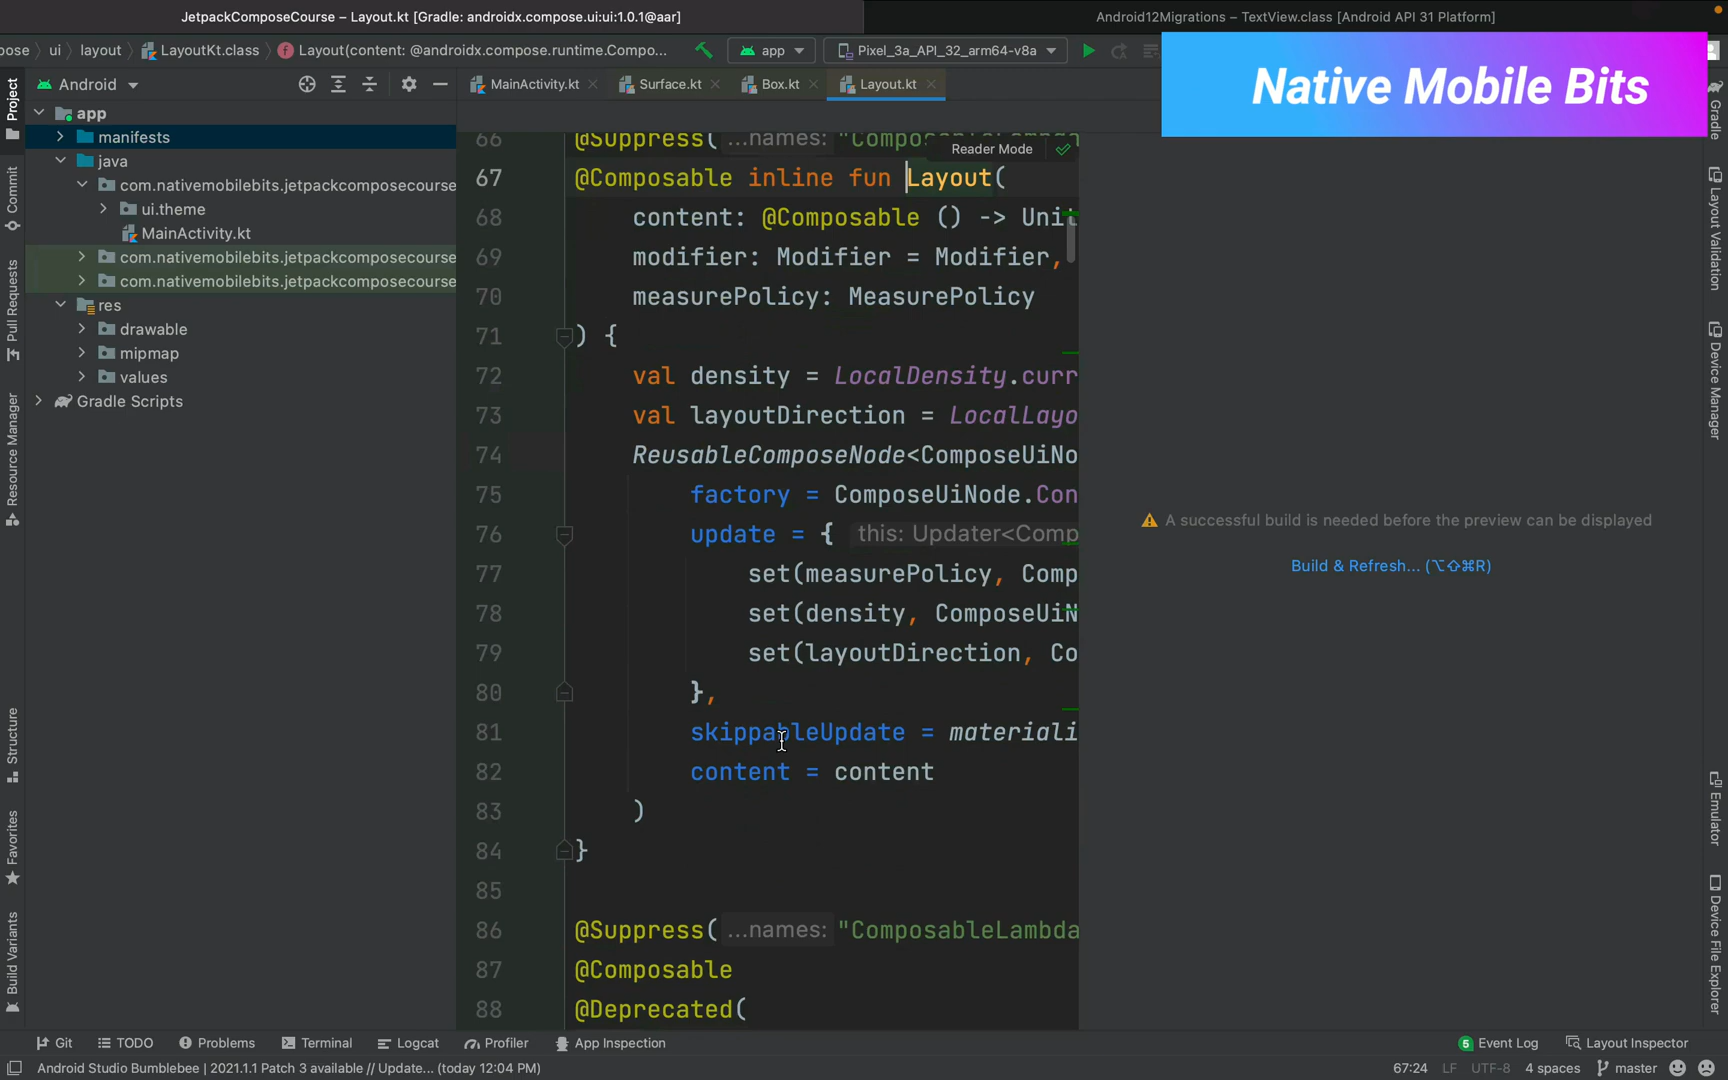 JetpackComposeCourse – Layout.kt [Gradle: androidx.compose.ui:ui:1.0.1@aar]
Android12Migrations – TextView.class [Android API 31 Platform]
ose
ui
layout
LayoutKt.class
Layout(content: @androidx.compose.runtime.Compo...
app
Pixel_3a_API_32_arm64-v8a
Native Mobile Bits
Android
MainActivity.kt
Surface.kt
Box.kt
Layout.kt
Reader Mode
app
manifests
java
com.nativemobilebits.jetpackcomposecourse
ui.theme
MainActivity.kt
com.nativemobilebits.jetpackcomposecourse
com.nativemobilebits.jetpackcomposecourse
res
drawable
mipmap
values
Gradle Scripts
66 @Suppress( ...names: "ComposableLambda
67 @Composable inline fun Layout(
68 content: @Composable () -> Unit
69 modifier: Modifier = Modifier,
70 measurePolicy: MeasurePolicy
71 ) {
72 val density = LocalDensity.curr
73 val layoutDirection = LocalLayo
74 ReusableComposeNode<ComposeUiNo
75 factory = ComposeUiNode.Con
76 update = { this: Updater<Comp
77 set(measurePolicy, Comp
78 set(density, ComposeUiN
79 set(layoutDirection, Co
80 },
81 skippableUpdate = materiali
82 content = content
83 )
84 }
85
86 @Suppress( ...names: "ComposableLambda
87 @Composable
88 @Deprecated(
A successful build is needed before the preview can be displayed
Build & Refresh... (⌥⇧⌘R)
Project
Commit
Pull Requests
Resource Manager
Structure
Favorites
Build Variants
Gradle
Layout Validation
Device Manager
Emulator
Device File Explorer
Git
TODO
Problems
Terminal
Logcat
Profiler
App Inspection
5 Event Log
Layout Inspector
Android Studio Bumblebee | 2021.1.1 Patch 3 available // Update... (today 12:04 PM)
67:24
LF
UTF-8
4 spaces
master